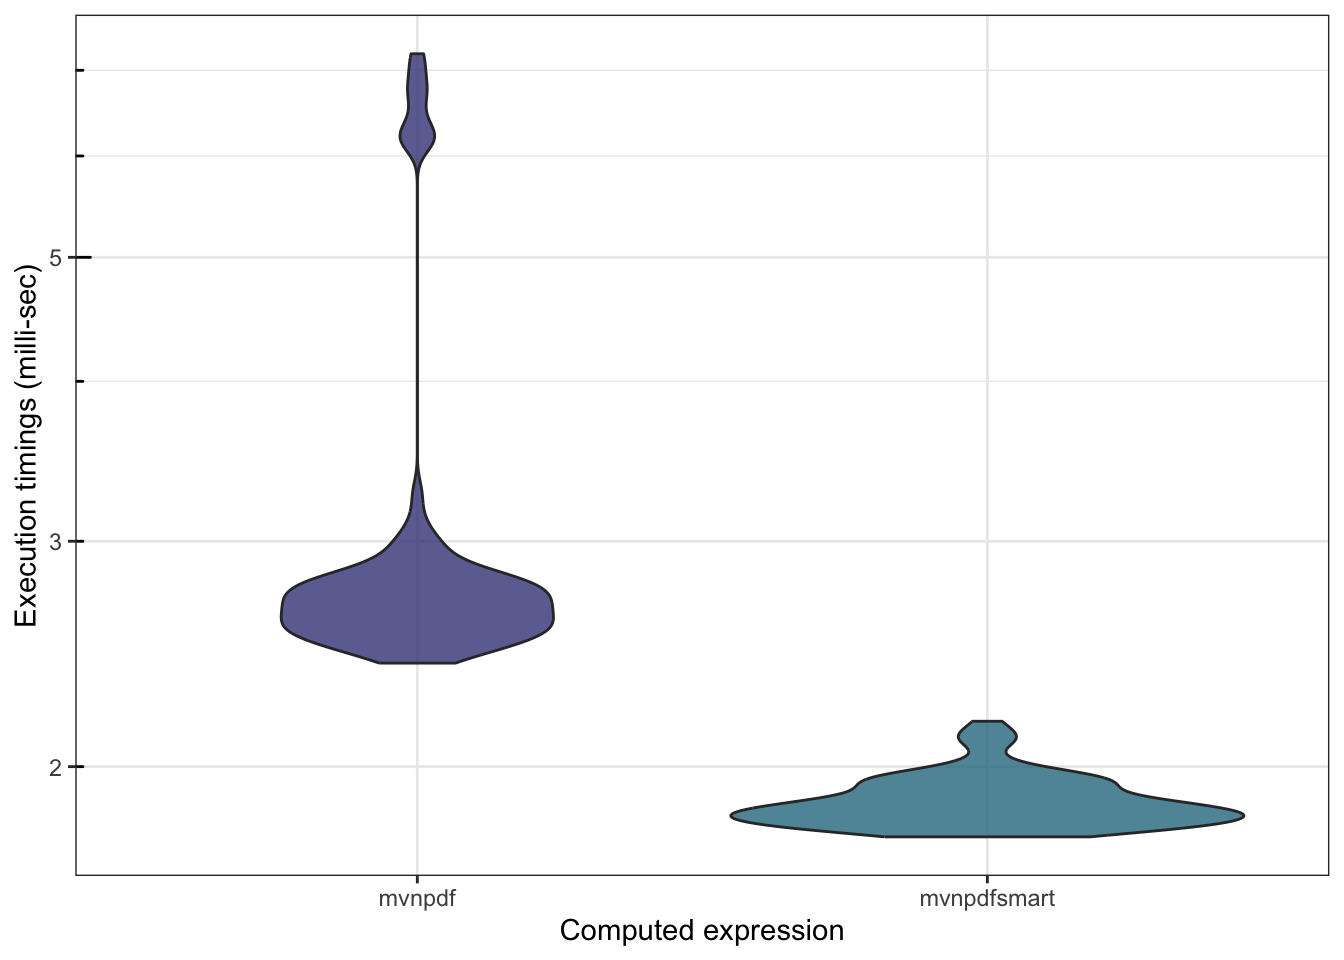 Execution timings (milli-sec)
5
3
2
mvnpdf
mvnpdfsmart
Computed expression